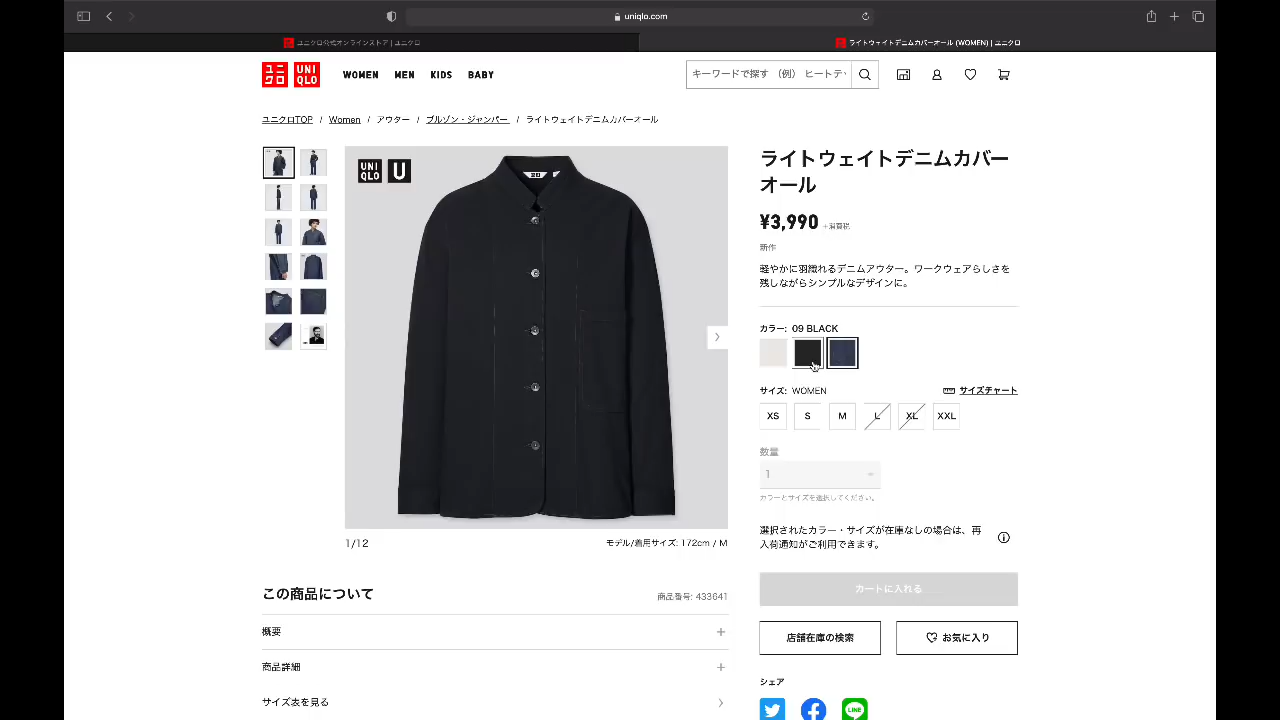 uniqlo.com
ユニクロ公式オンラインストア | ユニクロ
ライトウェイトデニムカバーオール (WOMEN) | ユニクロ
ユニクロ
UNIQLO
WOMEN MEN KIDS BABY
キーワードで探す （例） ヒートテ
ユニクロTOP / Women / アウター / ブルゾン・ジャンパー / ライトウェイトデニムカバーオール
UNIQLO U
ライトウェイトデニムカバー
オール
¥3,990 +消費税
新作
軽やかに羽織れるデニムアウター。ワークウェアらしさを
残しながらシンプルなデザインに。
カラー: 09 BLACK
サイズ: WOMEN
サイズチャート
XS S M L XL XXL
数量
1
カラーとサイズを選択してください。
選択されたカラー・サイズが在庫なしの場合は、再
入荷通知がご利用できます。
カートに入れる
店舗在庫の検索
お気に入り
シェア
LINE
1/12
モデル/着用サイズ: 172cm / M
この商品について
商品番号: 433641
概要
商品詳細
サイズ表を見る